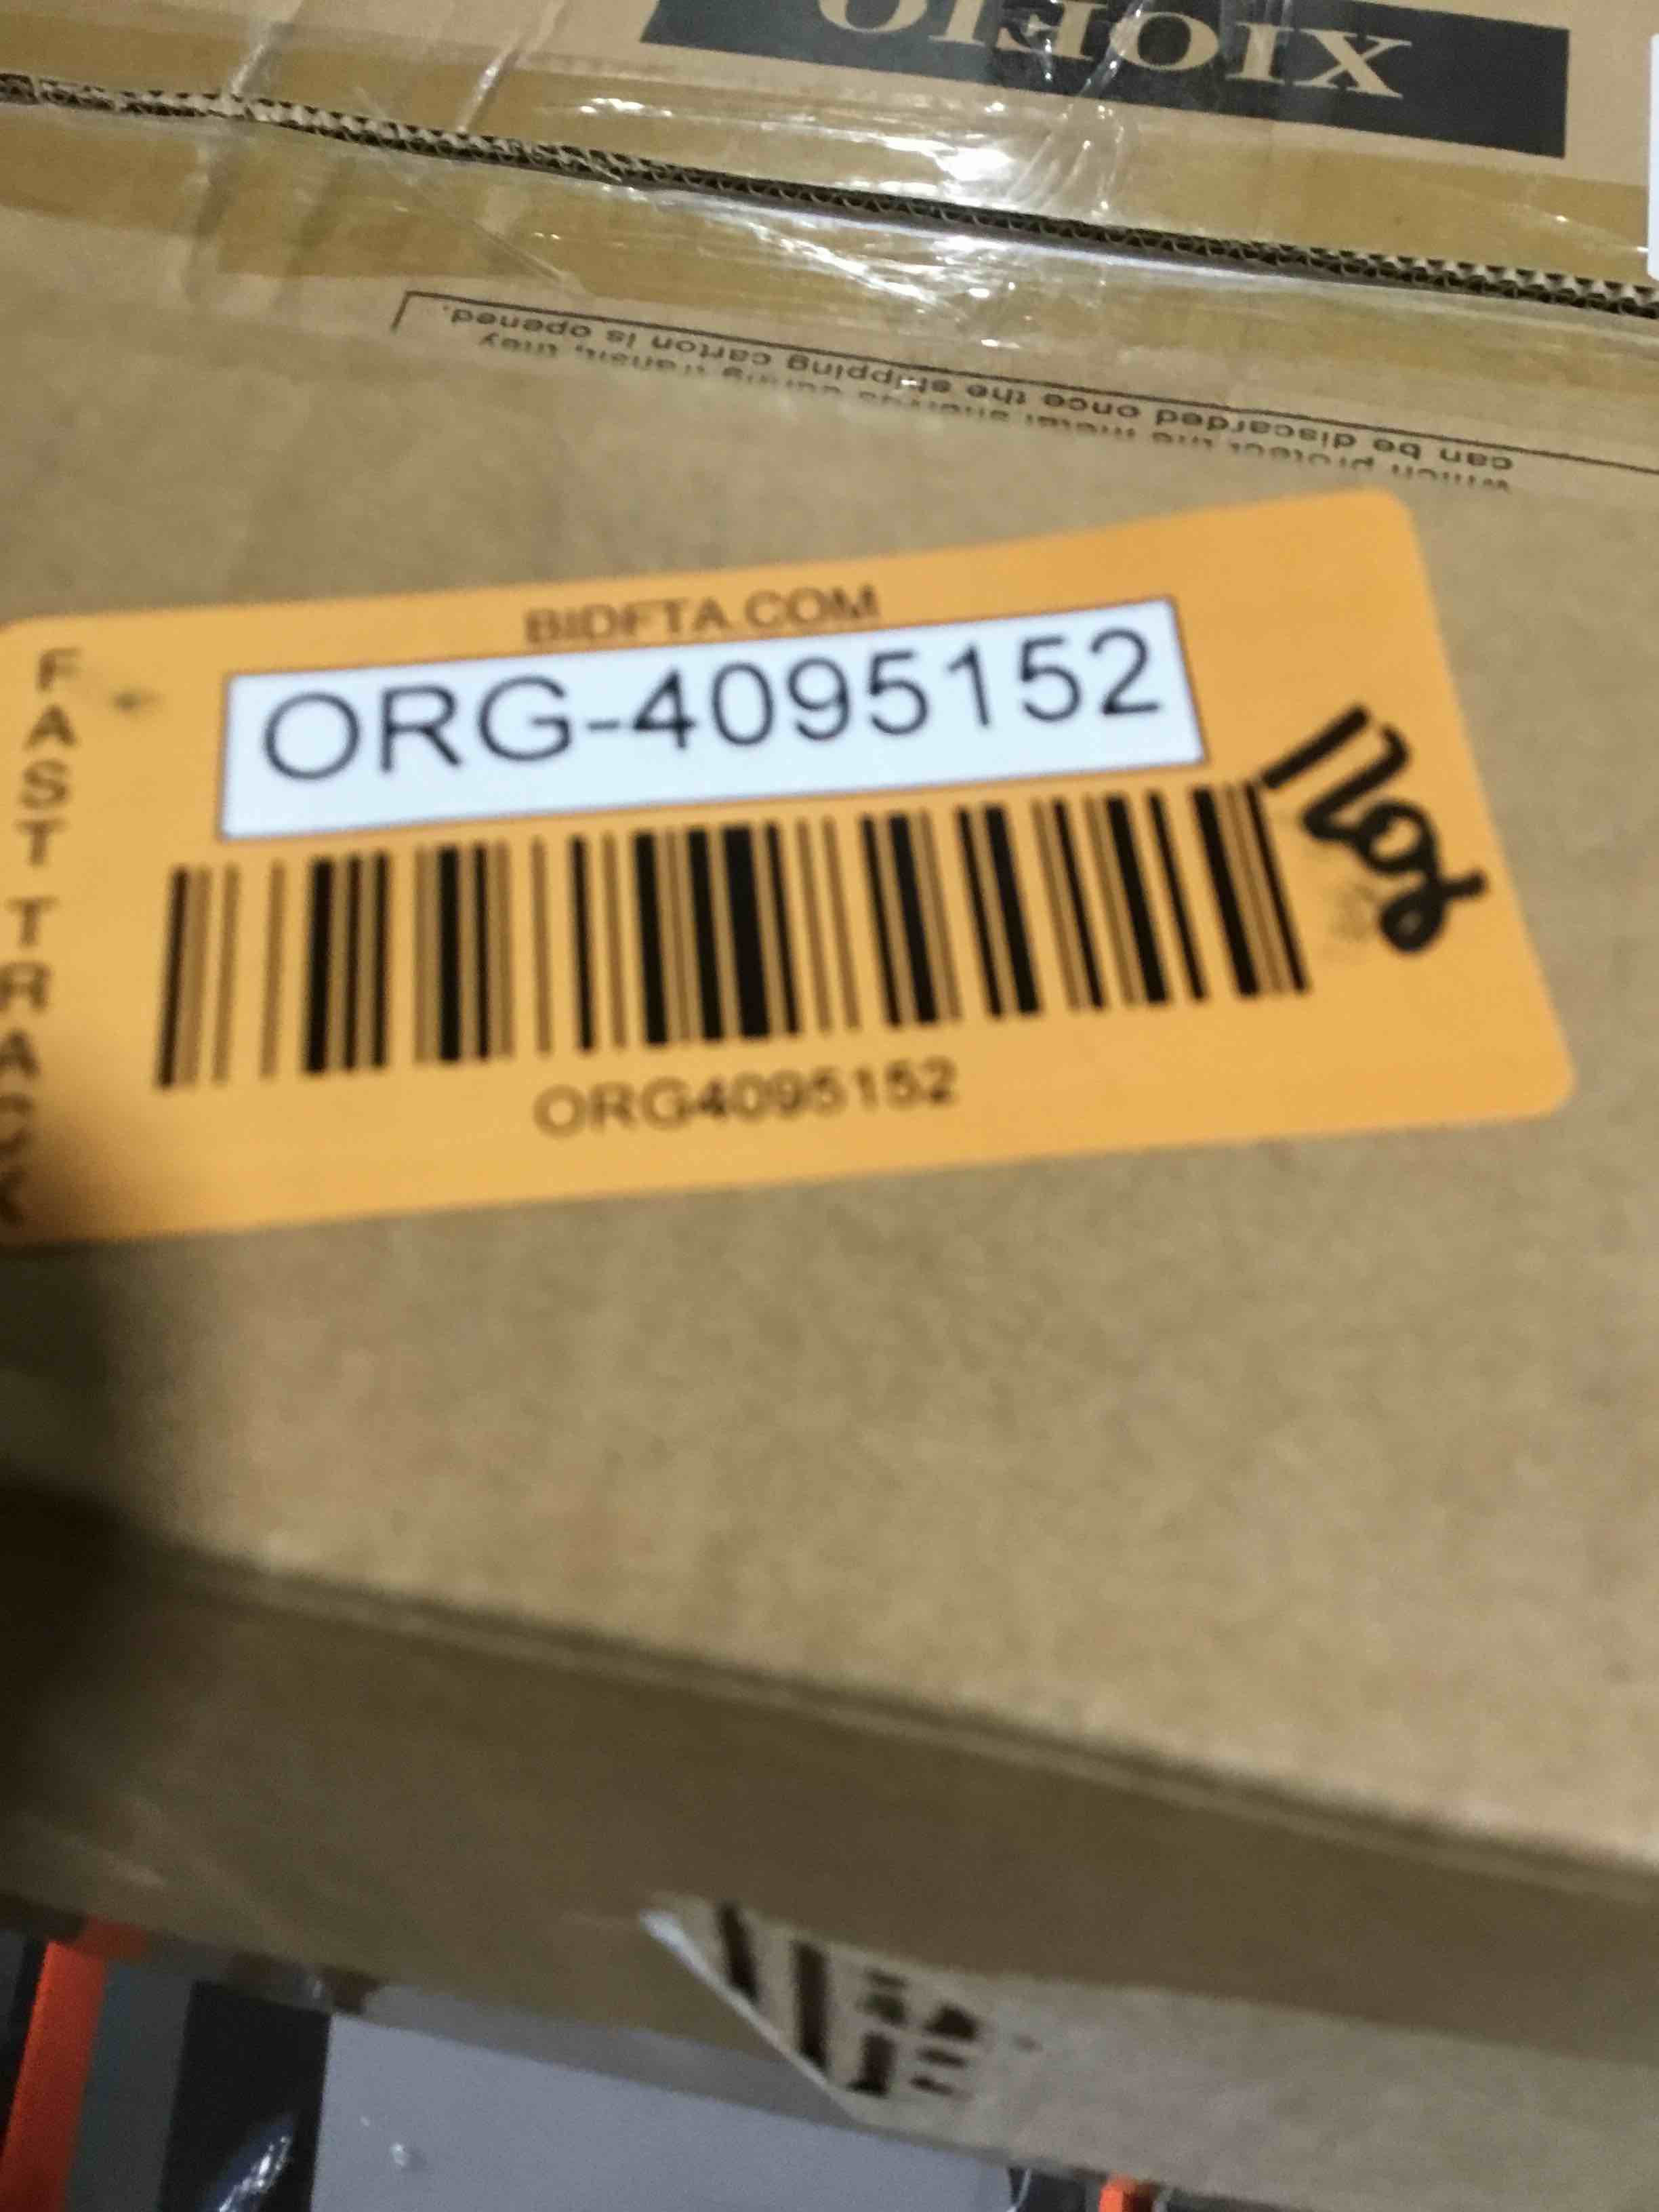 XIOFIO
can be discarded once the shipping carton is opened.
BIDFTA.COM
ORG-4095152
ORG4095152
FAST TRACK